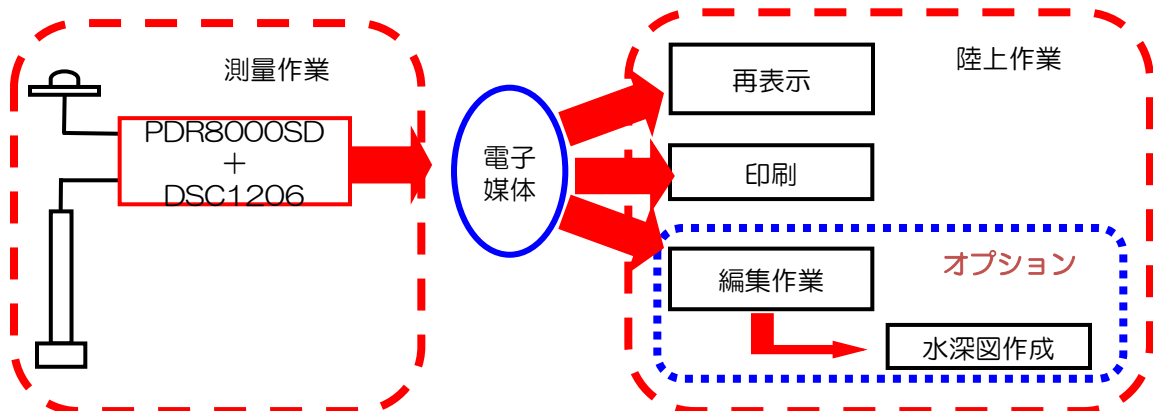 測量作業
PDR8000SD
+
DSC1206
電子
媒体
陸上作業
再表示
印刷
オプション
編集作業
水深図作成